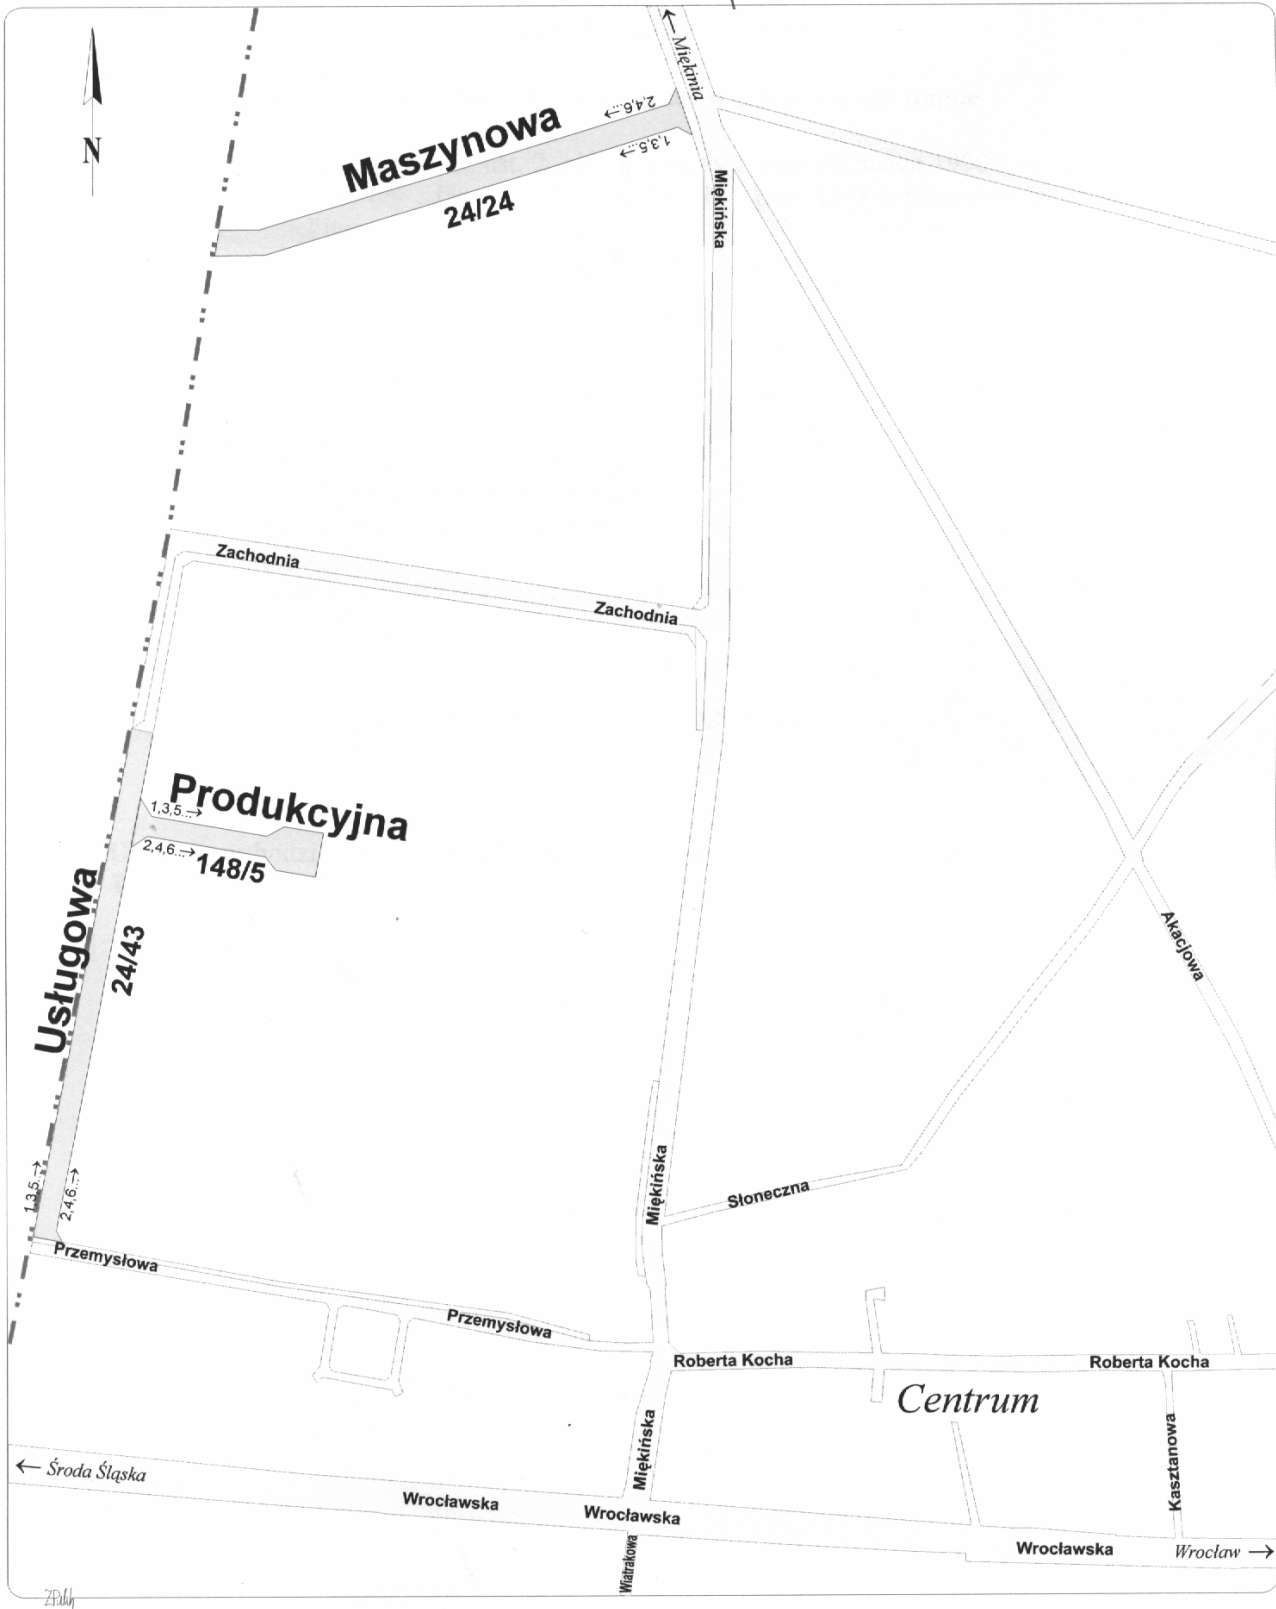 ← Miękinia
N
Maszynowa
2,4,6...→
1,3,5...→
24/24
Miękińska
Zachodnia
Zachodnia
Produkcyjna
1,3,5...→
2,4,6...→
148/5
Usługowa
24/43
Akacjowa
1,3,5...→
2,4,6...→
Miękińska
Słoneczna
Przemysłowa
Przemysłowa
Roberta Kocha
Roberta Kocha
Centrum
Miękińska
Kasztanowa
← Środa Śląska
Wrocławska
Wrocławska
Wiatrakowa
Wrocławska
Wrocław →